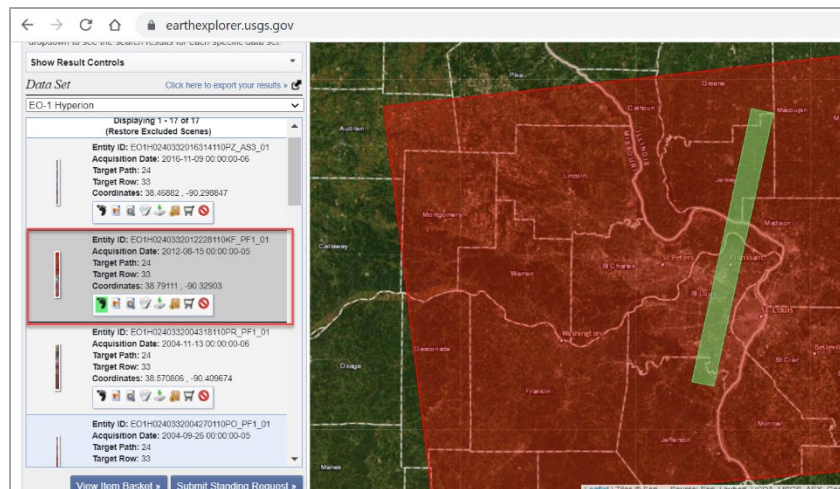 earthexplorer.usgs.gov
dropdown to see the search results for each specific data set.
Show Result Controls
Data Set
Click here to export your results »
EO-1 Hyperion
Displaying 1 - 17 of 17
(Restore Excluded Scenes)
Entity ID: EO1H0240332016314110PZ_AS3_01
Acquisition Date: 2016-11-09 00:00:00-06
Target Path: 24
Target Row: 33
Coordinates: 38.46882 , -90.298847
Entity ID: EO1H0240332012228110KF_PF1_01
Acquisition Date: 2012-08-15 00:00:00-05
Target Path: 24
Target Row: 33
Coordinates: 38.79111 , -90.32903
Entity ID: EO1H0240332004318110PR_PF1_01
Acquisition Date: 2004-11-13 00:00:00-06
Target Path: 24
Target Row: 33
Coordinates: 38.570806 , -90.409674
Entity ID: EO1H0240332004270110PO_PF1_01
Acquisition Date: 2004-09-26 00:00:00-05
Target Path: 24
Target Row: 33
View Item Basket »
Submit Standing Request »
Pike
Greene
Calhoun
Macoupin
Audrain
MISSOURI
ILLINOIS
Lincoln
Jersey
Montgomery
Madison
Callaway
St Charles
St Peters
Florissant
Warren
St Louis
St Louis
Washington
Gasconade
St Clair
Belleville
Osage
Franklin
Monroe
Jefferson
Maries